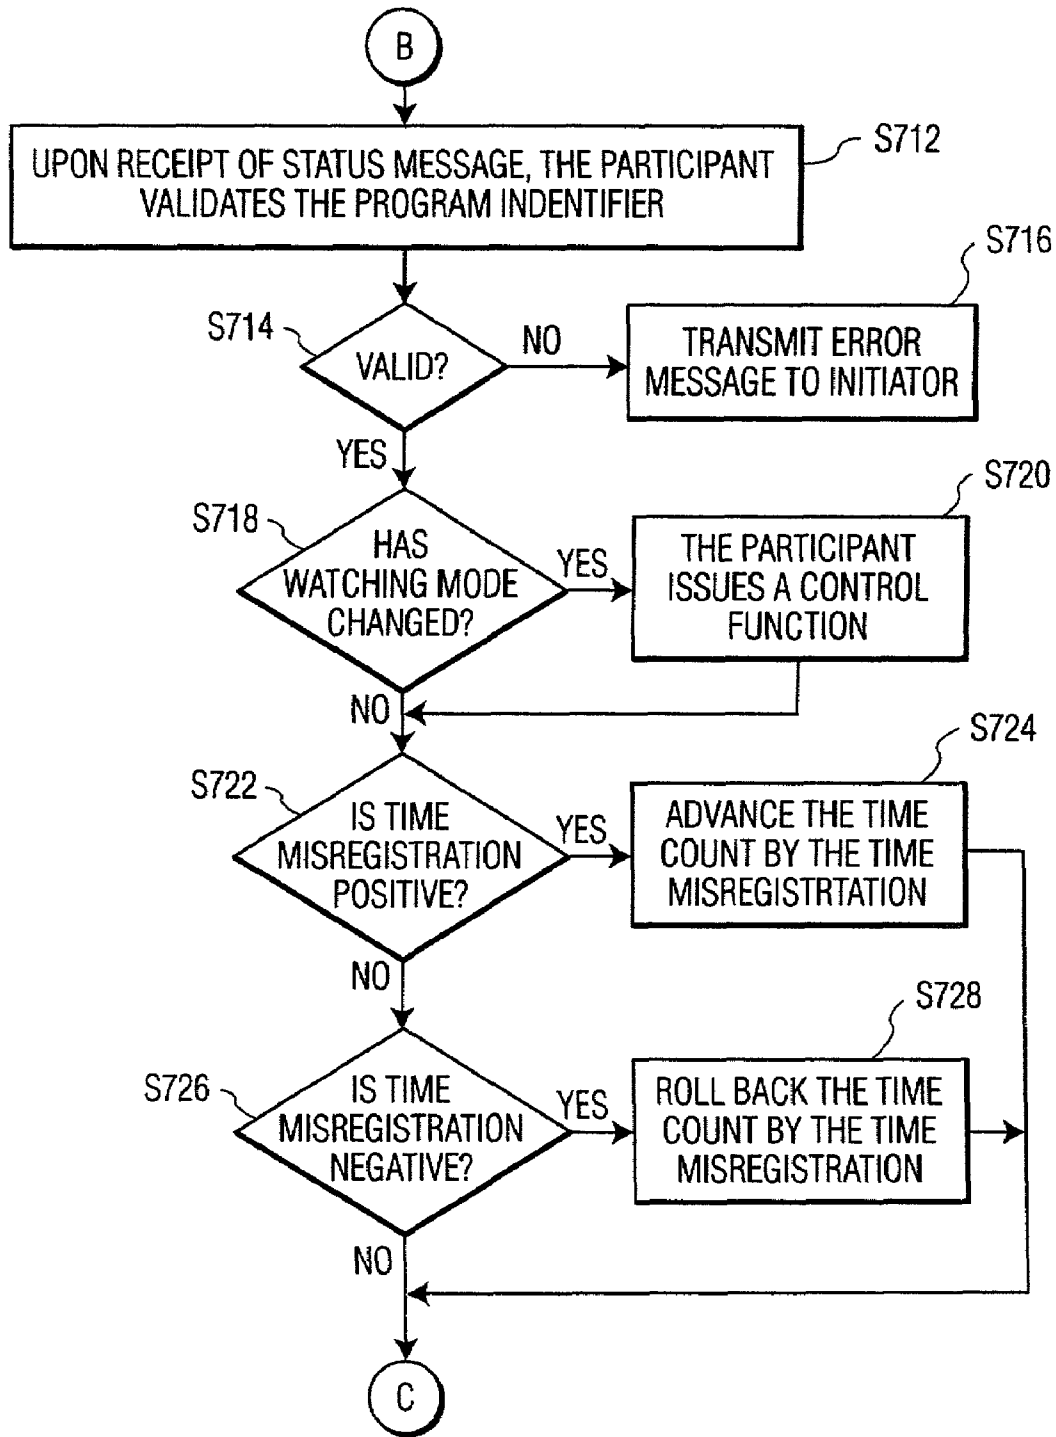 B
UPON RECEIPT OF STATUS MESSAGE, THE PARTICIPANT
VALIDATES THE PROGRAM INDENTIFIER
S712
S714
VALID?
NO
S716
TRANSMIT ERROR
MESSAGE TO INITIATOR
YES
S718
HAS
WATCHING MODE
CHANGED?
YES
S720
THE PARTICIPANT
ISSUES A CONTROL
FUNCTION
NO
S722
IS TIME
MISREGISTRATION
POSITIVE?
YES
S724
ADVANCE THE TIME
COUNT BY THE TIME
MISREGISTRTATION
NO
S726
IS TIME
MISREGISTRATION
NEGATIVE?
YES
S728
ROLL BACK THE TIME
COUNT BY THE TIME
MISREGISTRATION
NO
C